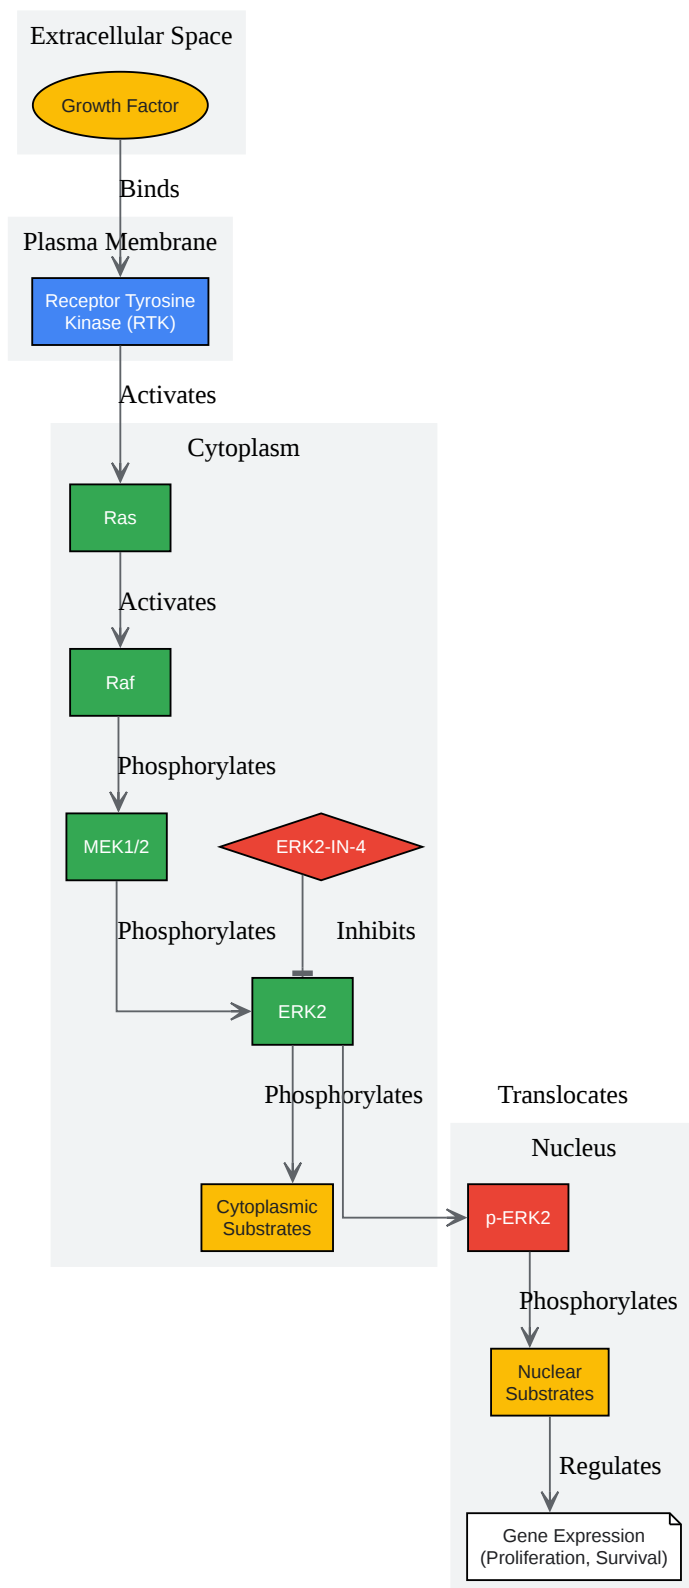 Extracellular Space
Growth Factor
Binds
Plasma Membrane
Receptor Tyrosine
Kinase (RTK)
Activates
Cytoplasm
Ras
Activates
Raf
Phosphorylates
MEK1/2
ERK2-IN-4
Phosphorylates
Inhibits
ERK2
Phosphorylates
Translocates
Nucleus
Cytoplasmic
Substrates
p-ERK2
Phosphorylates
Nuclear
Substrates
Regulates
Gene Expression
(Proliferation, Survival)